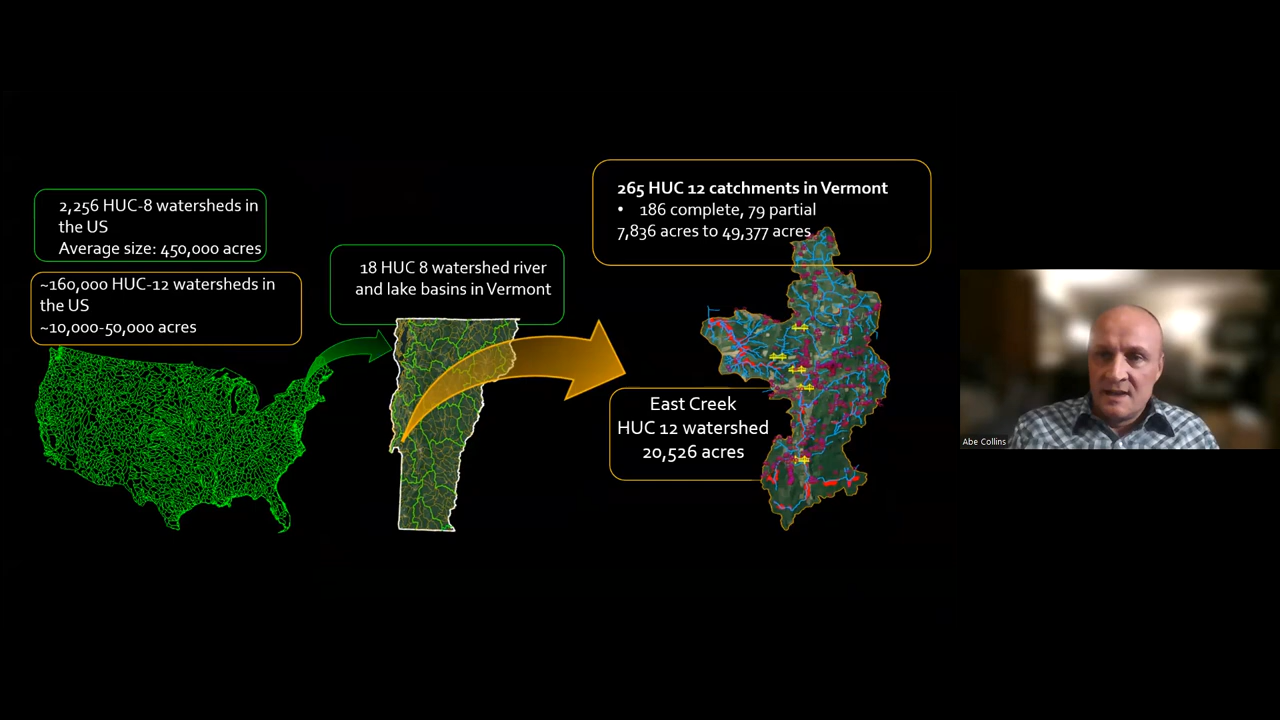 2,256 HUC-8 watersheds in
the US
Average size: 450,000 acres
~160,000 HUC-12 watersheds in
the US
~10,000-50,000 acres
18 HUC 8 watershed river
and lake basins in Vermont
265 HUC 12 catchments in Vermont
• 186 complete, 79 partial
7,836 acres to 49,377 acres
East Creek
HUC 12 watershed
20,526 acres
Abe Collins